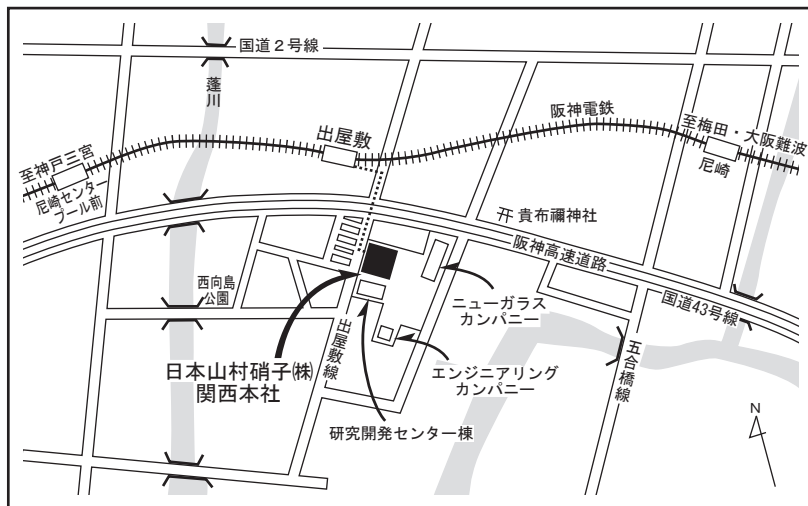 国道２号線
蓬川
阪神電鉄
出屋敷
至梅田・大阪難波
尼崎
至神戸三宮
尼崎センター
プール前
貴布禰神社
阪神高速道路
西向島
公園
ニューガラス
カンパニー
国道43号線
出屋敷線
五合橋線
日本山村硝子㈱
関西本社
エンジニアリング
カンパニー
研究開発センター棟
N